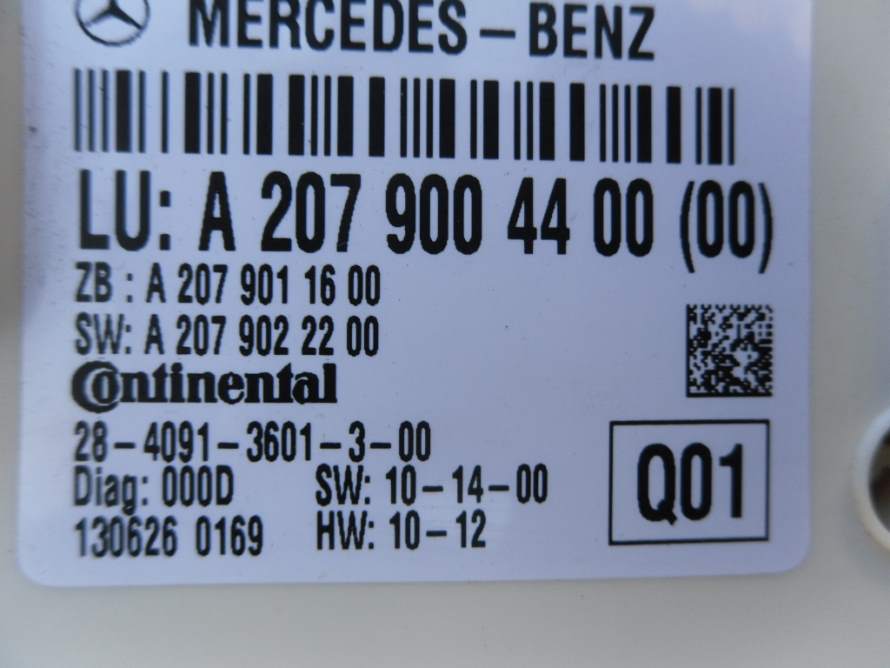 MERCEDES-BENZ
LU: A 207 900 44 00 (00)
ZB : A 207 901 16 00
SW: A 207 902 22 00
Continental
28-4091-3601-3-00
Diag: 000D SW: 10-14-00
130626 0169 HW: 10-12
Q01